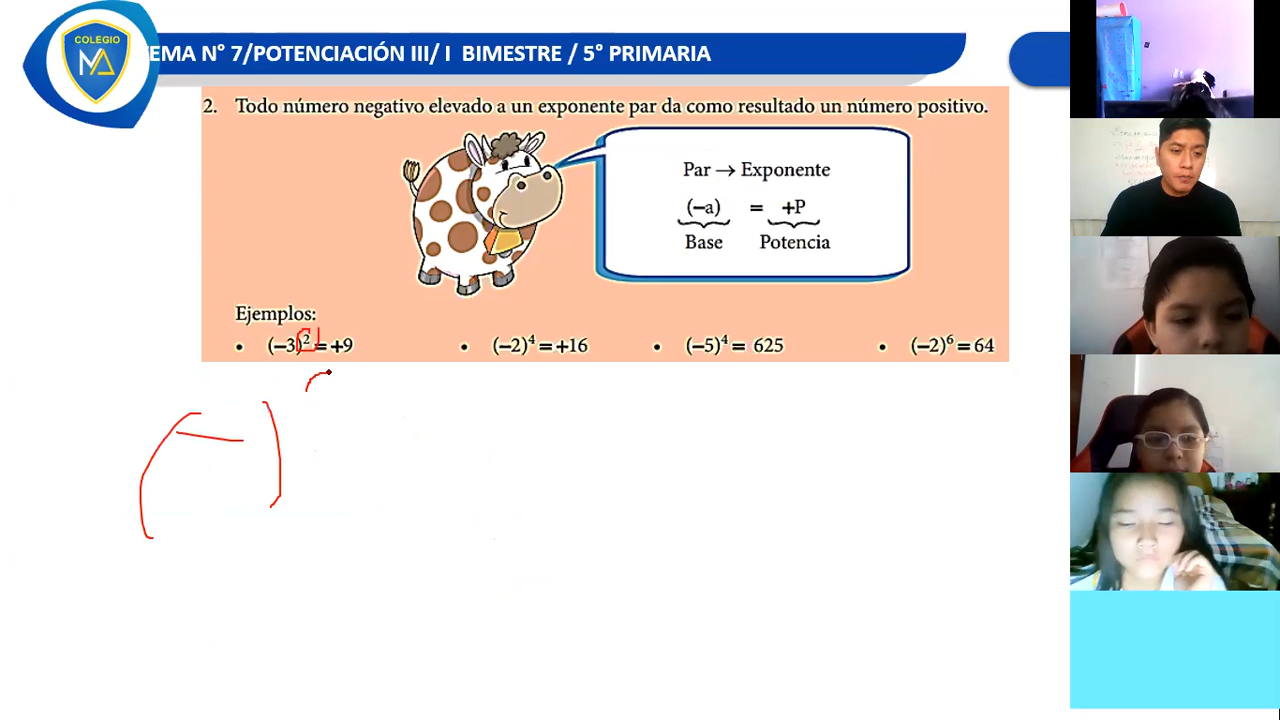 COLEGIO
MA
TEMA N° 7/POTENCIACIÓN III/ I BIMESTRE / 5° PRIMARIA
2. Todo número negativo elevado a un exponente par da como resultado un número positivo.
Par → Exponente
(−a) = +P
Base Potencia
Ejemplos:
• (−3)² = +9 • (−2)⁴ = +16 • (−5)⁴ = 625 • (−2)⁶ = 64
( − )